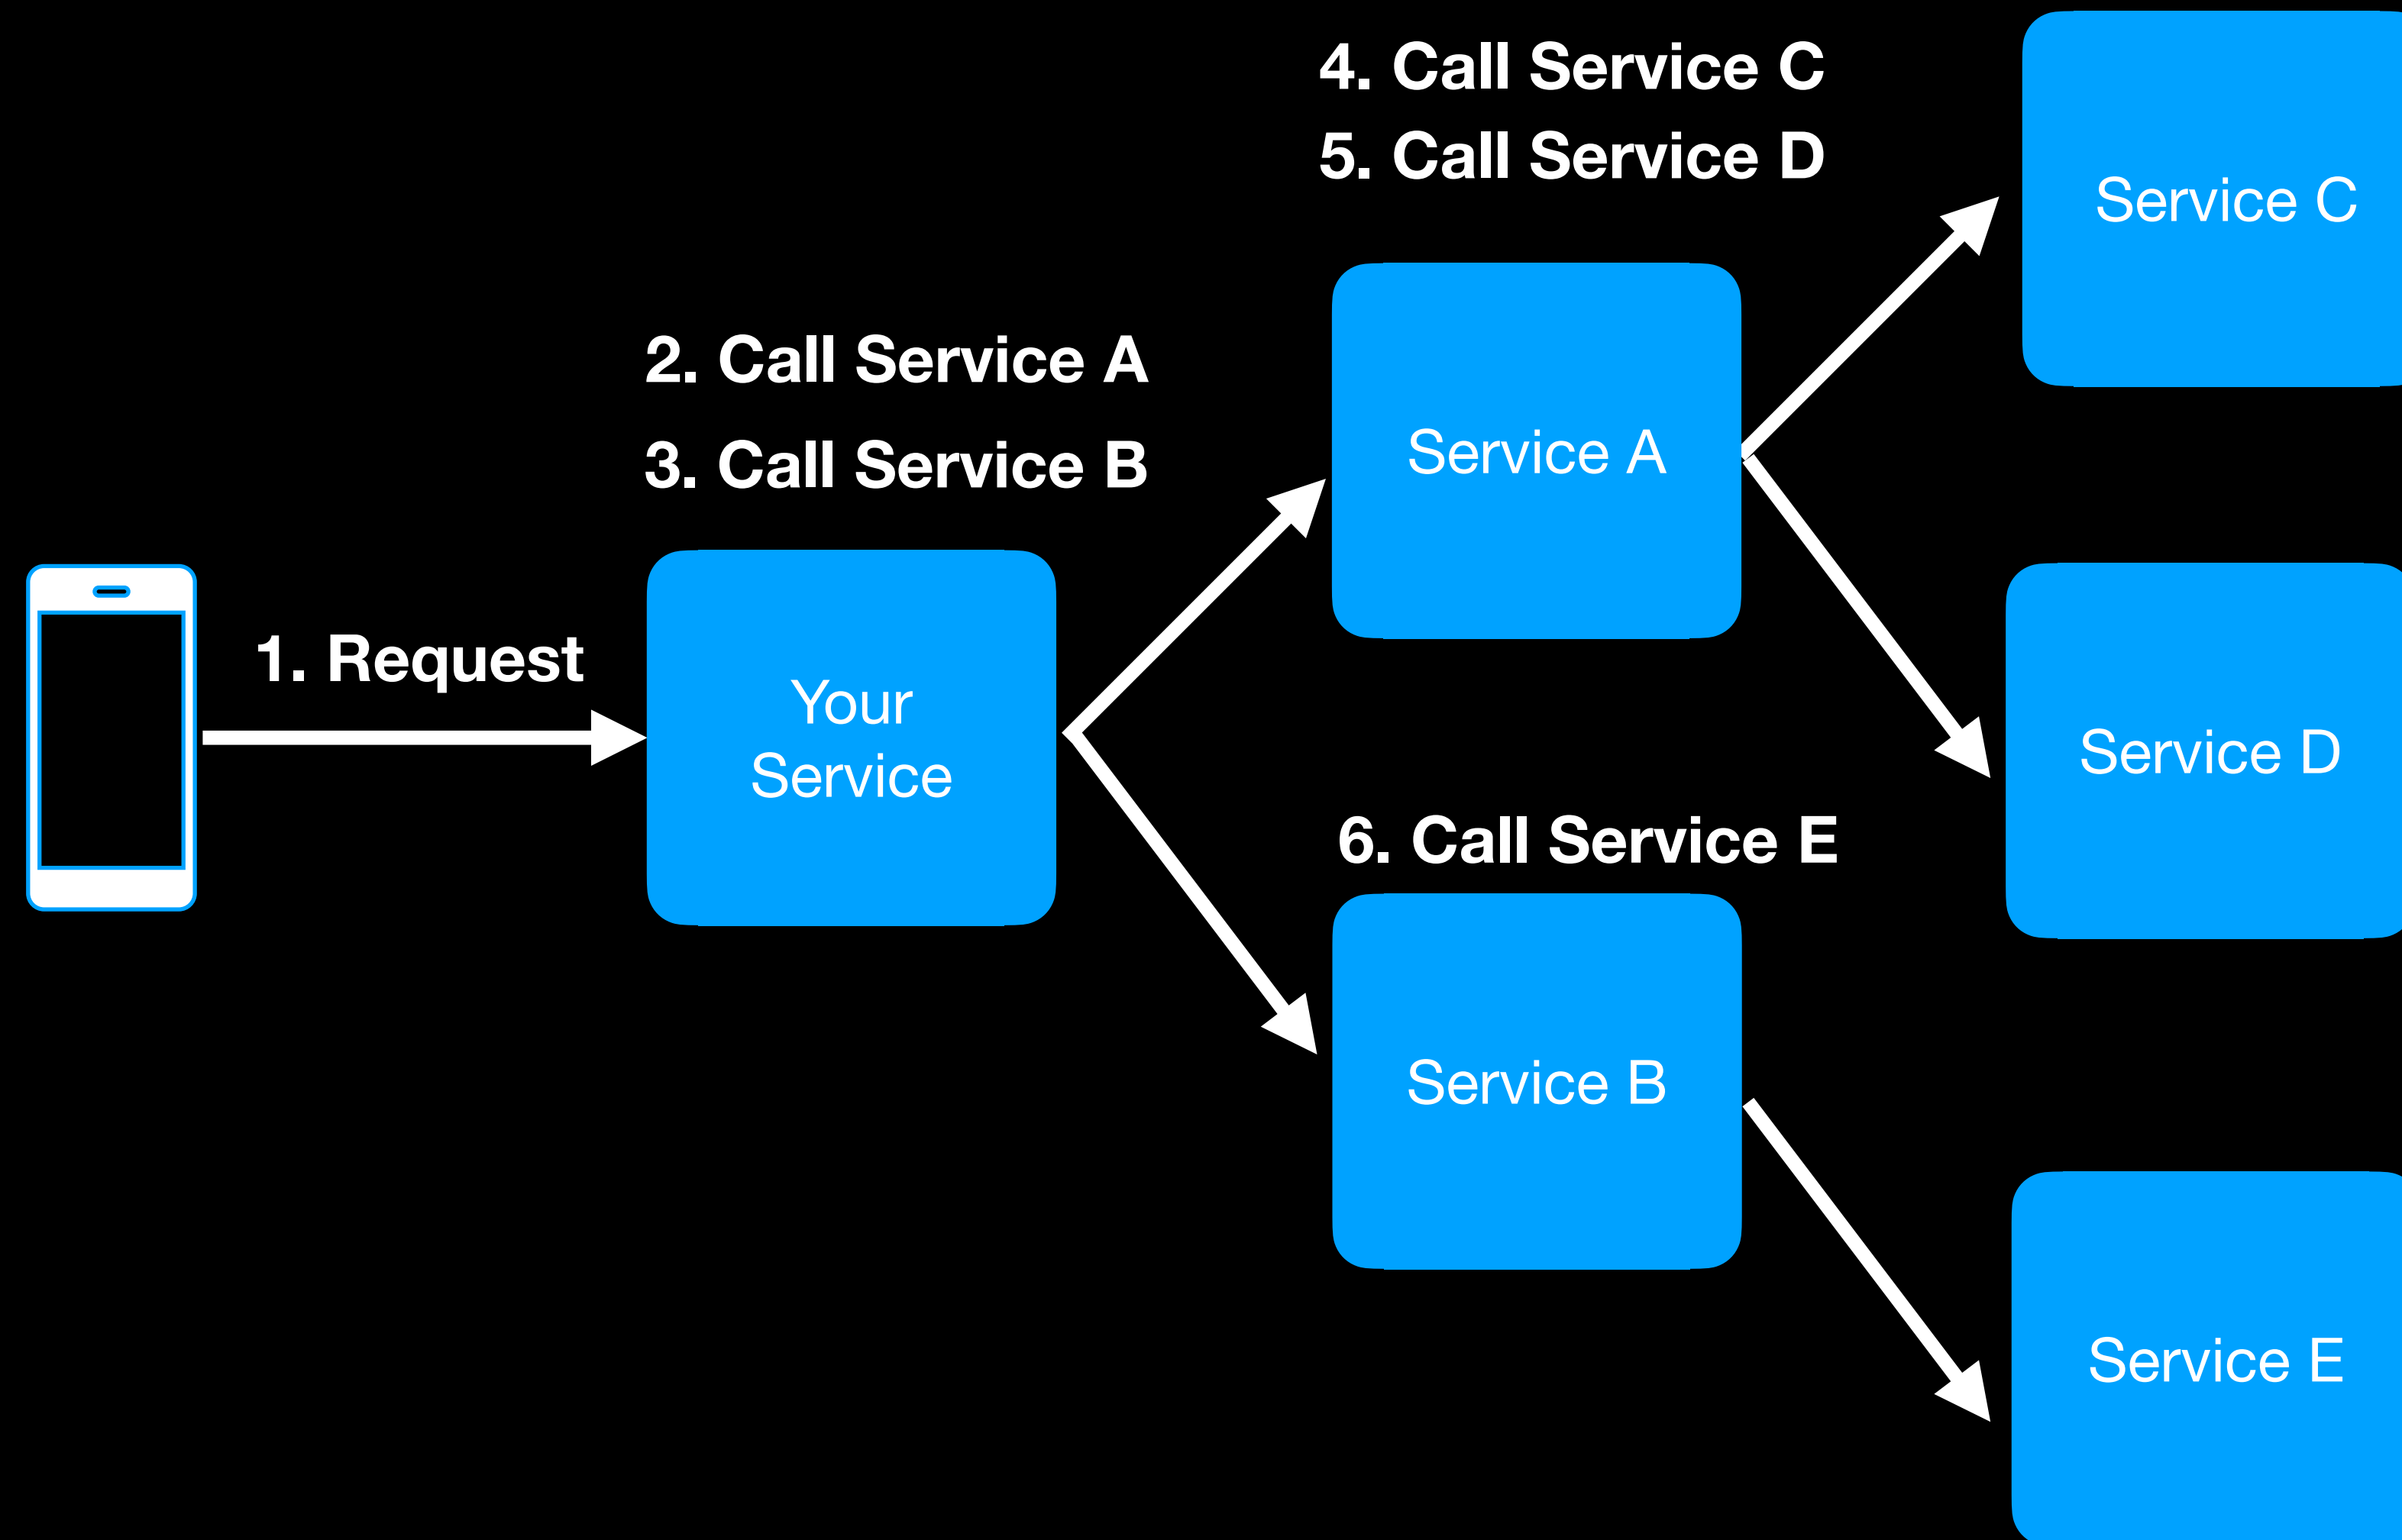 4. Call Service C
5. Call Service D
Service C
2. Call Service A
3. Call Service B
Service A
1. Request
Your
Service
Service D
6. Call Service E
Service B
Service E